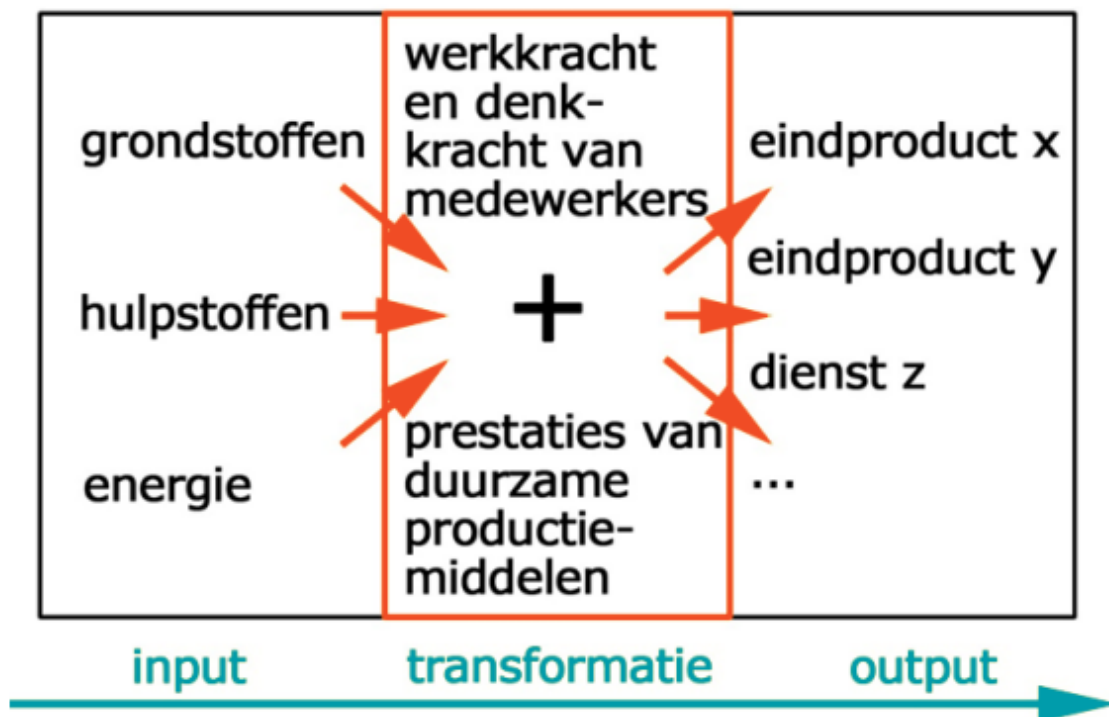 grondstoffen
hulpstoffen
energie
werkkracht
en denk-
kracht van
medewerkers
+
prestaties van
duurzame
productie-
middelen
eindproduct x
eindproduct y
dienst z
...
input
transformatie
output